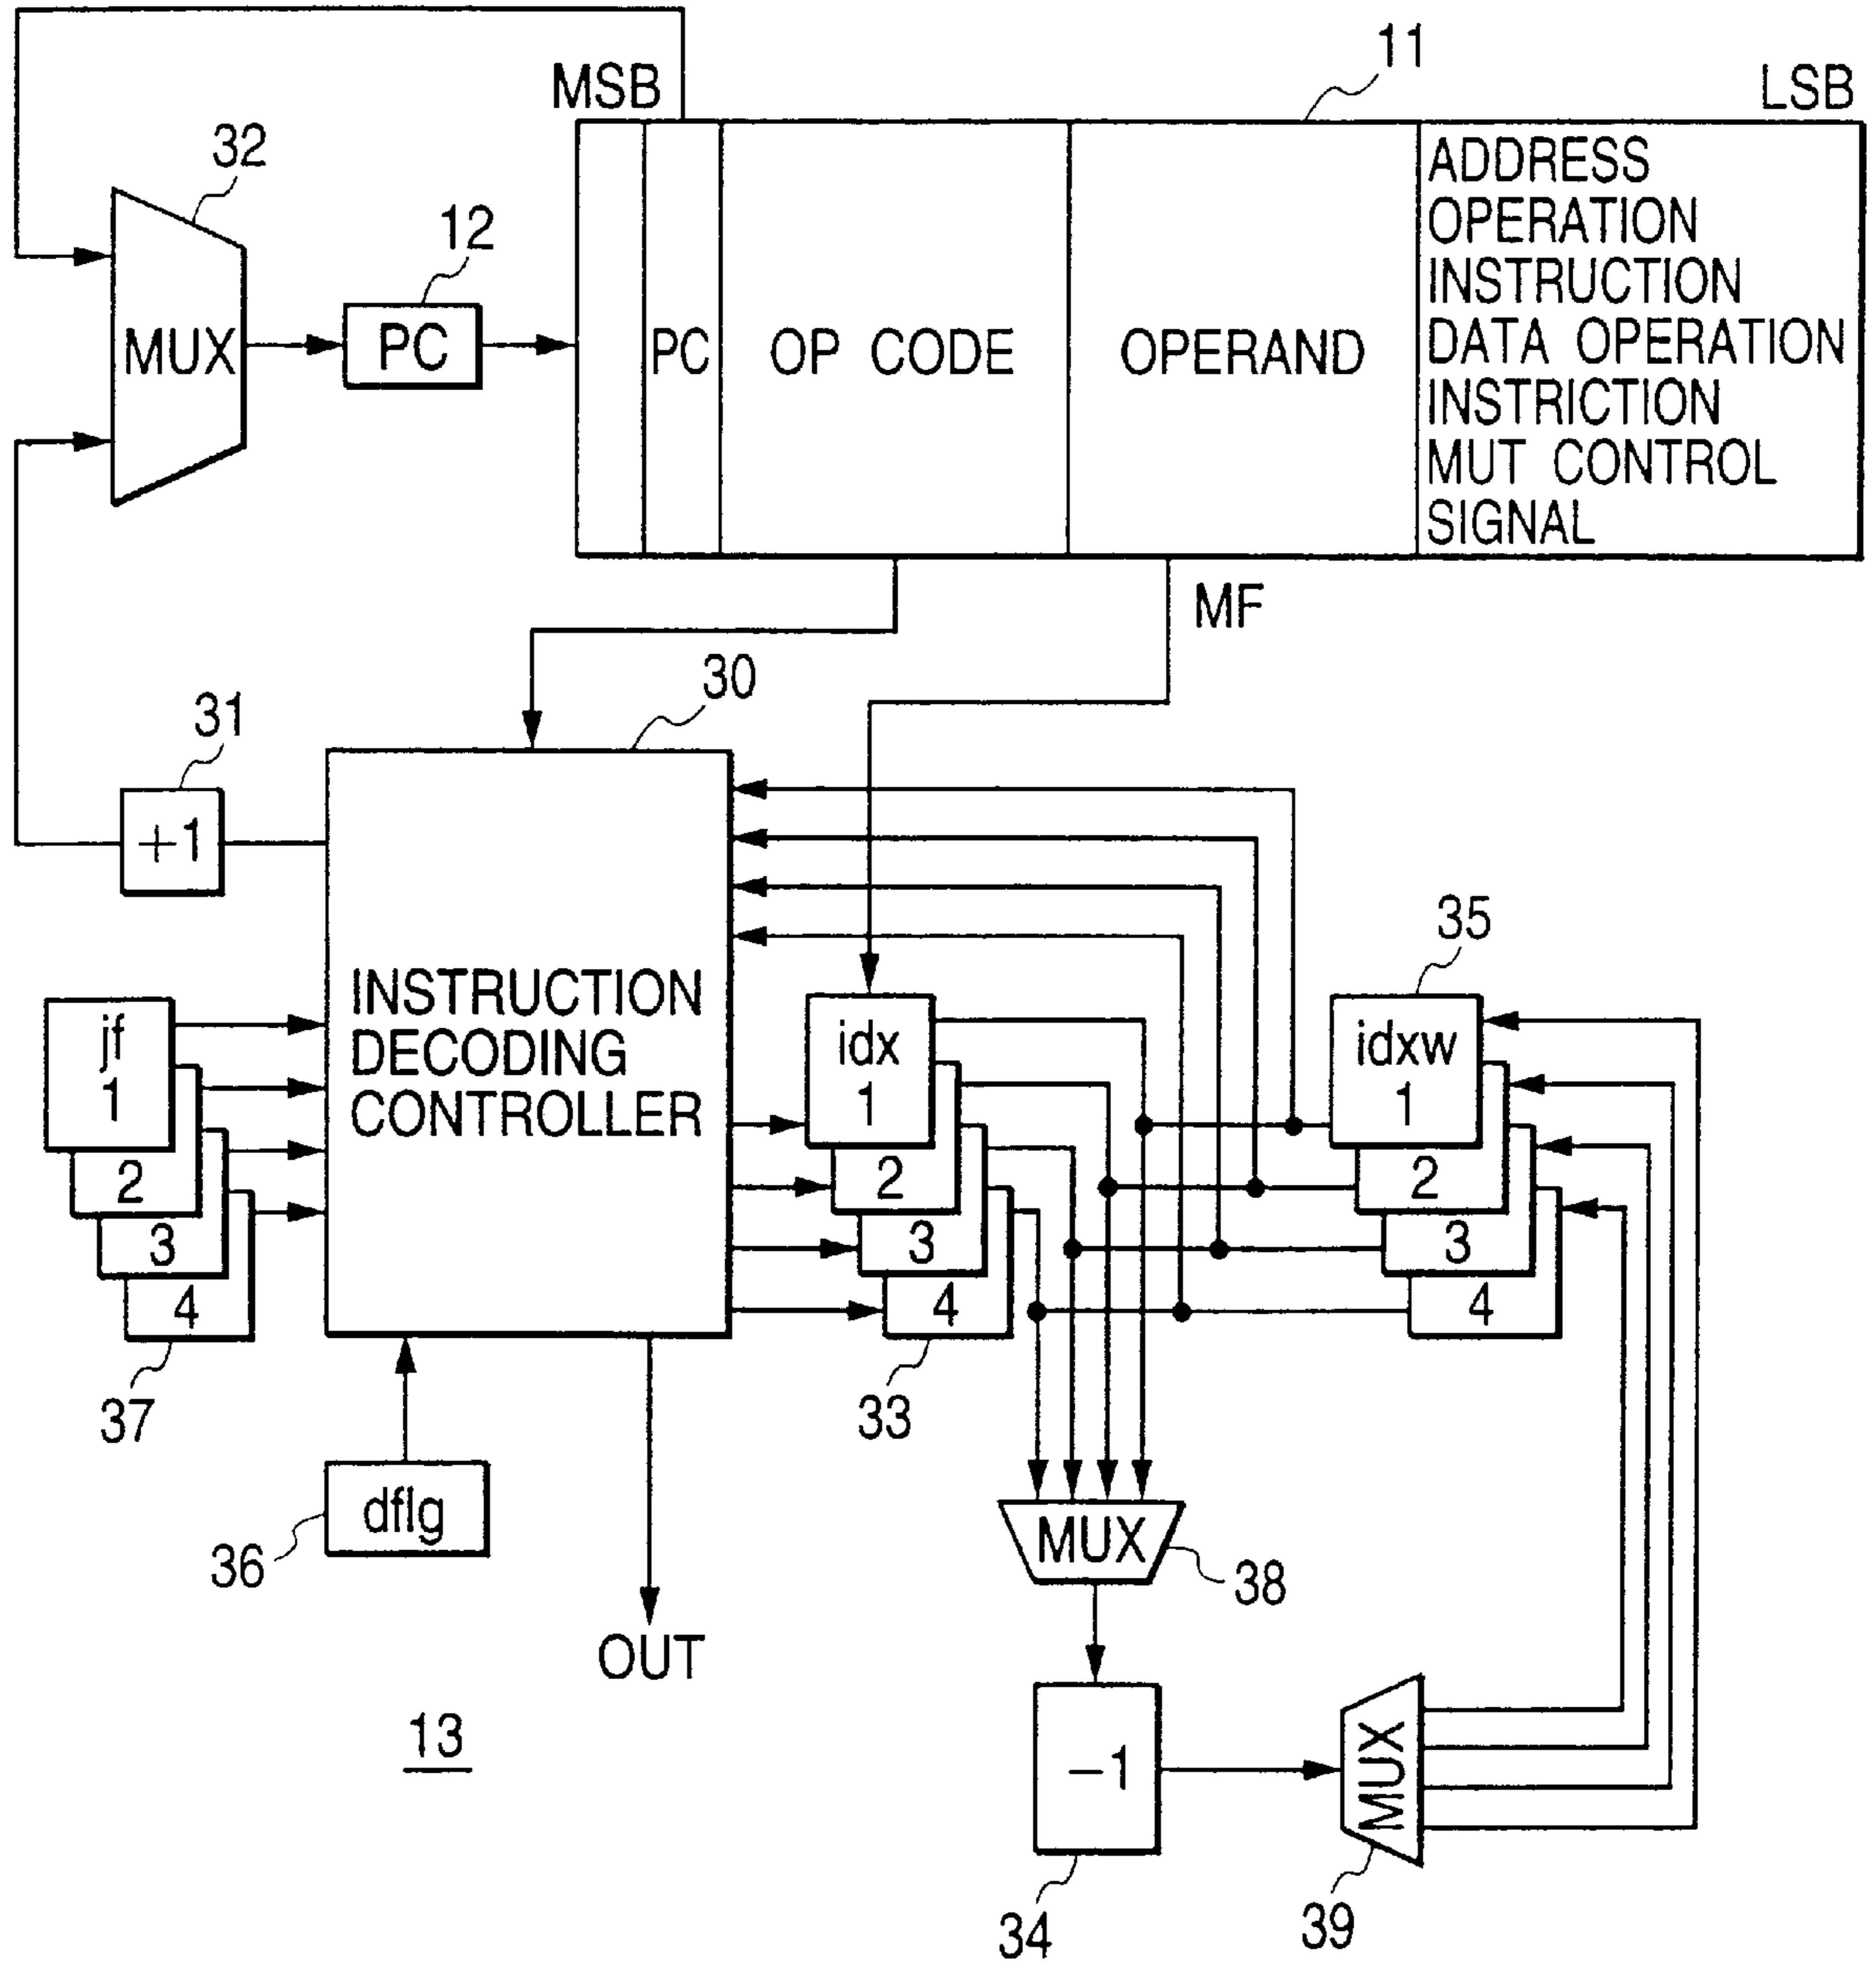 11
MSB
LSB
32
12
MUX
PC
PC
OP CODE
OPERAND
ADDRESS
OPERATION
INSTRUCTION
DATA OPERATION
INSTRICTION
MUT CONTROL
SIGNAL
MF
30
31
+1
35
INSTRUCTION
DECODING
CONTROLLER
jf
1
2
3
4
idx
1
2
3
4
idxw
1
2
3
4
37
33
dflg
36
MUX
38
OUT
13
−1
MUX
34
39